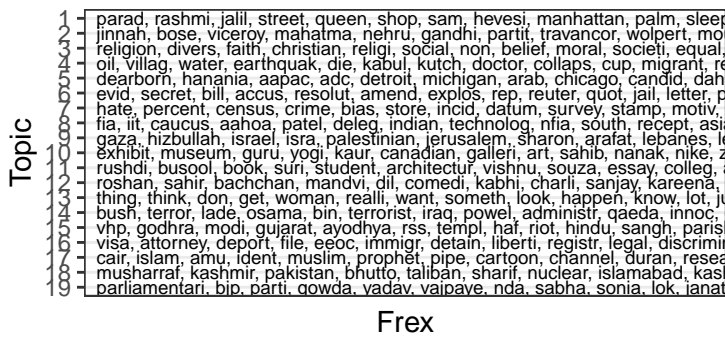 1 parad, rashmi, jalil, street, queen, shop, sam, hevesi, manhattan, palm, sleep
2 jinnah, bose, viceroy, mahatma, nehru, gandhi, partit, travancor, wolpert, mou
3 religion, divers, faith, christian, religi, social, non, belief, moral, societi, equal,
4 oil, villag, water, earthquak, die, kabul, kutch, doctor, collaps, cup, migrant, re
5 dearborn, hanania, aapac, adc, detroit, michigan, arab, chicago, candid, dah
6 evid, secret, bill, accus, resolut, amend, explos, rep, reuter, quot, jail, letter, p
7 hate, percent, census, crime, bias, store, incid, datum, survey, stamp, motiv,
8 fia, iit, caucus, aahoa, patel, deleg, indian, technolog, nfia, south, recept, asi
9 gaza, hizbullah, israel, isra, palestinian, jerusalem, sharon, arafat, lebanes, le
10 exhibit, museum, guru, yogi, kaur, canadian, galleri, art, sahib, nanak, nike, z
11 rushdi, busool, book, suri, student, architectur, vishnu, souza, essay, colleg,
12 roshan, sahir, bachchan, mandvi, dil, comedi, kabhi, charli, sanjay, kareena,
13 thing, think, don, get, woman, realli, want, someth, look, happen, know, lot, ju
14 bush, terror, lade, osama, bin, terrorist, iraq, powel, administr, qaeda, innoc,
15 vhp, godhra, modi, gujarat, ayodhya, rss, templ, haf, riot, hindu, sangh, parish
16 visa, attorney, deport, file, eeoc, immigr, detain, liberti, registr, legal, discrimin
17 cair, islam, amu, ident, muslim, prophet, pipe, cartoon, channel, duran, resea
18 musharraf, kashmir, pakistan, bhutto, taliban, sharif, nuclear, islamabad, kash
19 parliamentari, bjp, parti, gowda, yadav, vajpaye, nda, sabha, sonia, lok, janat
Topic
Frex